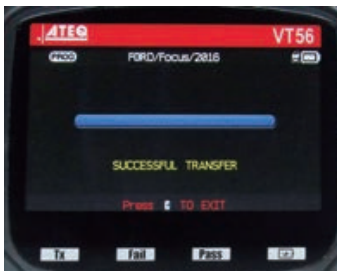 ATEQ VT56
PROG FORD/Focus/2016
SUCCESSFUL TRANSFER
Press C TO EXIT
Tx Fail Pass